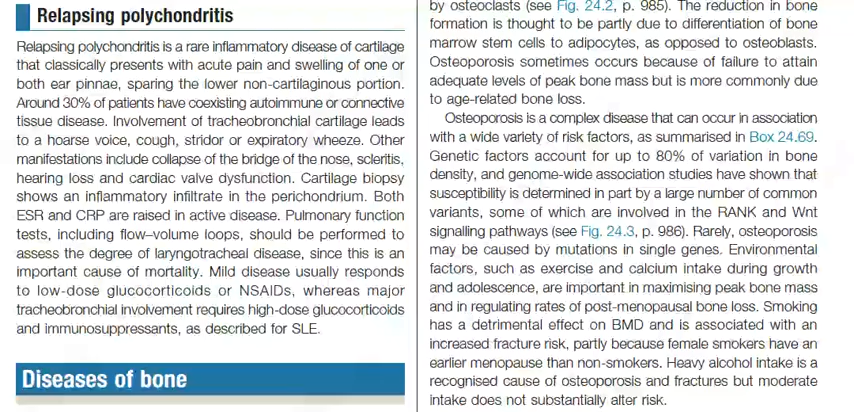 Relapsing polychondritis
Relapsing polychondritis is a rare inflammatory disease of cartilage
that classically presents with acute pain and swelling of one or
both ear pinnae, sparing the lower non-cartilaginous portion.
Around 30% of patients have coexisting autoimmune or connective
tissue disease. Involvement of tracheobronchial cartilage leads
to a hoarse voice, cough, stridor or expiratory wheeze. Other
manifestations include collapse of the bridge of the nose, scleritis,
hearing loss and cardiac valve dysfunction. Cartilage biopsy
shows an inflammatory infiltrate in the perichondrium. Both
ESR and CRP are raised in active disease. Pulmonary function
tests, including flow–volume loops, should be performed to
assess the degree of laryngotracheal disease, since this is an
important cause of mortality. Mild disease usually responds
to low-dose glucocorticoids or NSAIDs, whereas major
tracheobronchial involvement requires high-dose glucocorticoids
and immunosuppressants, as described for SLE.
Diseases of bone
by osteoclasts (see Fig. 24.2, p. 985). The reduction in bone
formation is thought to be partly due to differentiation of bone
marrow stem cells to adipocytes, as opposed to osteoblasts.
Osteoporosis sometimes occurs because of failure to attain
adequate levels of peak bone mass but is more commonly due
to age-related bone loss.
Osteoporosis is a complex disease that can occur in association
with a wide variety of risk factors, as summarised in Box 24.69.
Genetic factors account for up to 80% of variation in bone
density, and genome-wide association studies have shown that
susceptibility is determined in part by a large number of common
variants, some of which are involved in the RANK and Wnt
signalling pathways (see Fig. 24.3, p. 986). Rarely, osteoporosis
may be caused by mutations in single genes. Environmental
factors, such as exercise and calcium intake during growth
and adolescence, are important in maximising peak bone mass
and in regulating rates of post-menopausal bone loss. Smoking
has a detrimental effect on BMD and is associated with an
increased fracture risk, partly because female smokers have an
earlier menopause than non-smokers. Heavy alcohol intake is a
recognised cause of osteoporosis and fractures but moderate
intake does not substantially alter risk.